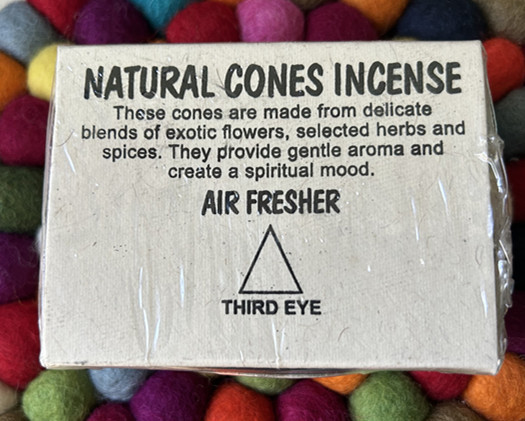 NATURAL CONES INCENSE
These cones are made from delicate
blends of exotic flowers, selected herbs and
spices. They provide gentle aroma and
create a spiritual mood.
AIR FRESHER
THIRD EYE